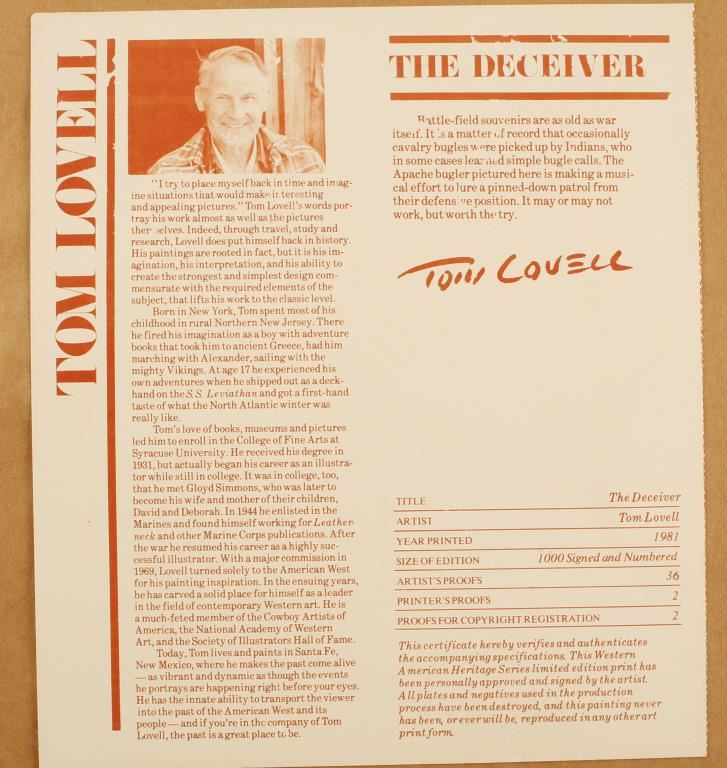 TOM LOVELL
"I try to place myself back in time and imag-
ine situations that would make interesting
and appealing pictures." Tom Lovell's words por-
tray his work almost as well as the pictures
themselves. Indeed, through travel, study and
research, Lovell does put himself back in history.
His paintings are rooted in fact, but it is his im-
agination, his interpretation, and his ability to
create the strongest and simplest design com-
mensurate with the required elements of the
subject, that lifts his work to the classic level.
Born in New York, Tom spent most of his
childhood in rural Northern New Jersey. There
he fired his imagination as a boy with adventure
books that took him to ancient Greece, had him
marching with Alexander, sailing with the
mighty Vikings. At age 17 he experienced his
own adventures when he shipped out as a deck-
hand on the S.S. Leviathan and got a first-hand
taste of what the North Atlantic winter was
really like.
Tom's love of books, museums and pictures
led him to enroll in the College of Fine Arts at
Syracuse University. He received his degree in
1931, but actually began his career as an illustra-
tor while still in college. It was in college, too,
that he met Gloyd Simmons, who was later to
become his wife and mother of their children,
David and Deborah. In 1944 he enlisted in the
Marines and found himself working for Leather-
neck and other Marine Corps publications. After
the war he resumed his career as a highly suc-
cessful illustrator. With a major commission in
1969, Lovell turned solely to the American West
for his painting inspiration. In the ensuing years,
he has carved a solid place for himself as a leader
in the field of contemporary Western art. He is
a much-feted member of the Cowboy Artists of
America, the National Academy of Western
Art, and the Society of Illustrators Hall of Fame.
Today, Tom lives and paints in Santa Fe,
New Mexico, where he makes the past come alive
— as vibrant and dynamic as though the events
he portrays are happening right before your eyes.
He has the innate ability to transport the viewer
into the past of the American West and its
people — and if you're in the company of Tom
Lovell, the past is a great place to be.
THE DECEIVER
Battle-field souvenirs are as old as war
itself. It is a matter of record that occasionally
cavalry bugles were picked up by Indians, who
in some cases learned simple bugle calls. The
Apache bugler pictured here is making a musi-
cal effort to lure a pinned-down patrol from
their defensive position. It may or may not
work, but worth the try.
TOM LOVELL
TITLE The Deceiver
ARTIST Tom Lovell
YEAR PRINTED 1981
SIZE OF EDITION 1000 Signed and Numbered
ARTIST'S PROOFS 36
PRINTER'S PROOFS 2
PROOFS FOR COPYRIGHT REGISTRATION 2
This certificate hereby verifies and authenticates
the accompanying specifications. This Western
American Heritage Series limited edition print has
been personally approved and signed by the artist.
All plates and negatives used in the production
process have been destroyed, and this painting never
has been, or ever will be, reproduced in any other art
print form.